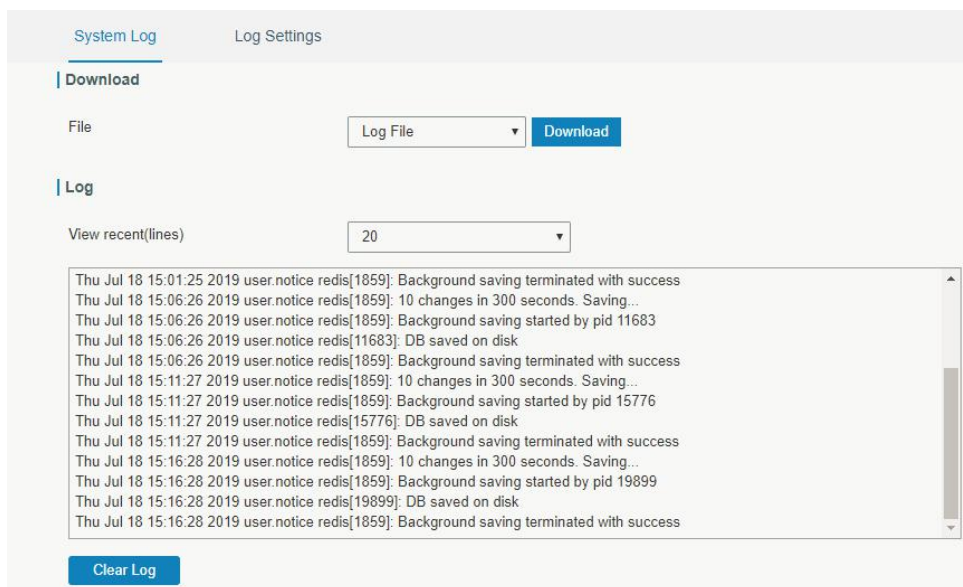 System Log Log Settings
Download
File Log File Download
Log
View recent(lines) 20
Thu Jul 18 15:01:25 2019 user.notice redis[1859]: Background saving terminated with success
Thu Jul 18 15:06:26 2019 user.notice redis[1859]: 10 changes in 300 seconds. Saving...
Thu Jul 18 15:06:26 2019 user.notice redis[1859]: Background saving started by pid 11683
Thu Jul 18 15:06:26 2019 user.notice redis[11683]: DB saved on disk
Thu Jul 18 15:06:26 2019 user.notice redis[1859]: Background saving terminated with success
Thu Jul 18 15:11:27 2019 user.notice redis[1859]: 10 changes in 300 seconds. Saving...
Thu Jul 18 15:11:27 2019 user.notice redis[1859]: Background saving started by pid 15776
Thu Jul 18 15:11:27 2019 user.notice redis[15776]: DB saved on disk
Thu Jul 18 15:11:27 2019 user.notice redis[1859]: Background saving terminated with success
Thu Jul 18 15:16:28 2019 user.notice redis[1859]: 10 changes in 300 seconds. Saving...
Thu Jul 18 15:16:28 2019 user.notice redis[1859]: Background saving started by pid 19899
Thu Jul 18 15:16:28 2019 user.notice redis[19899]: DB saved on disk
Thu Jul 18 15:16:28 2019 user.notice redis[1859]: Background saving terminated with success
Clear Log